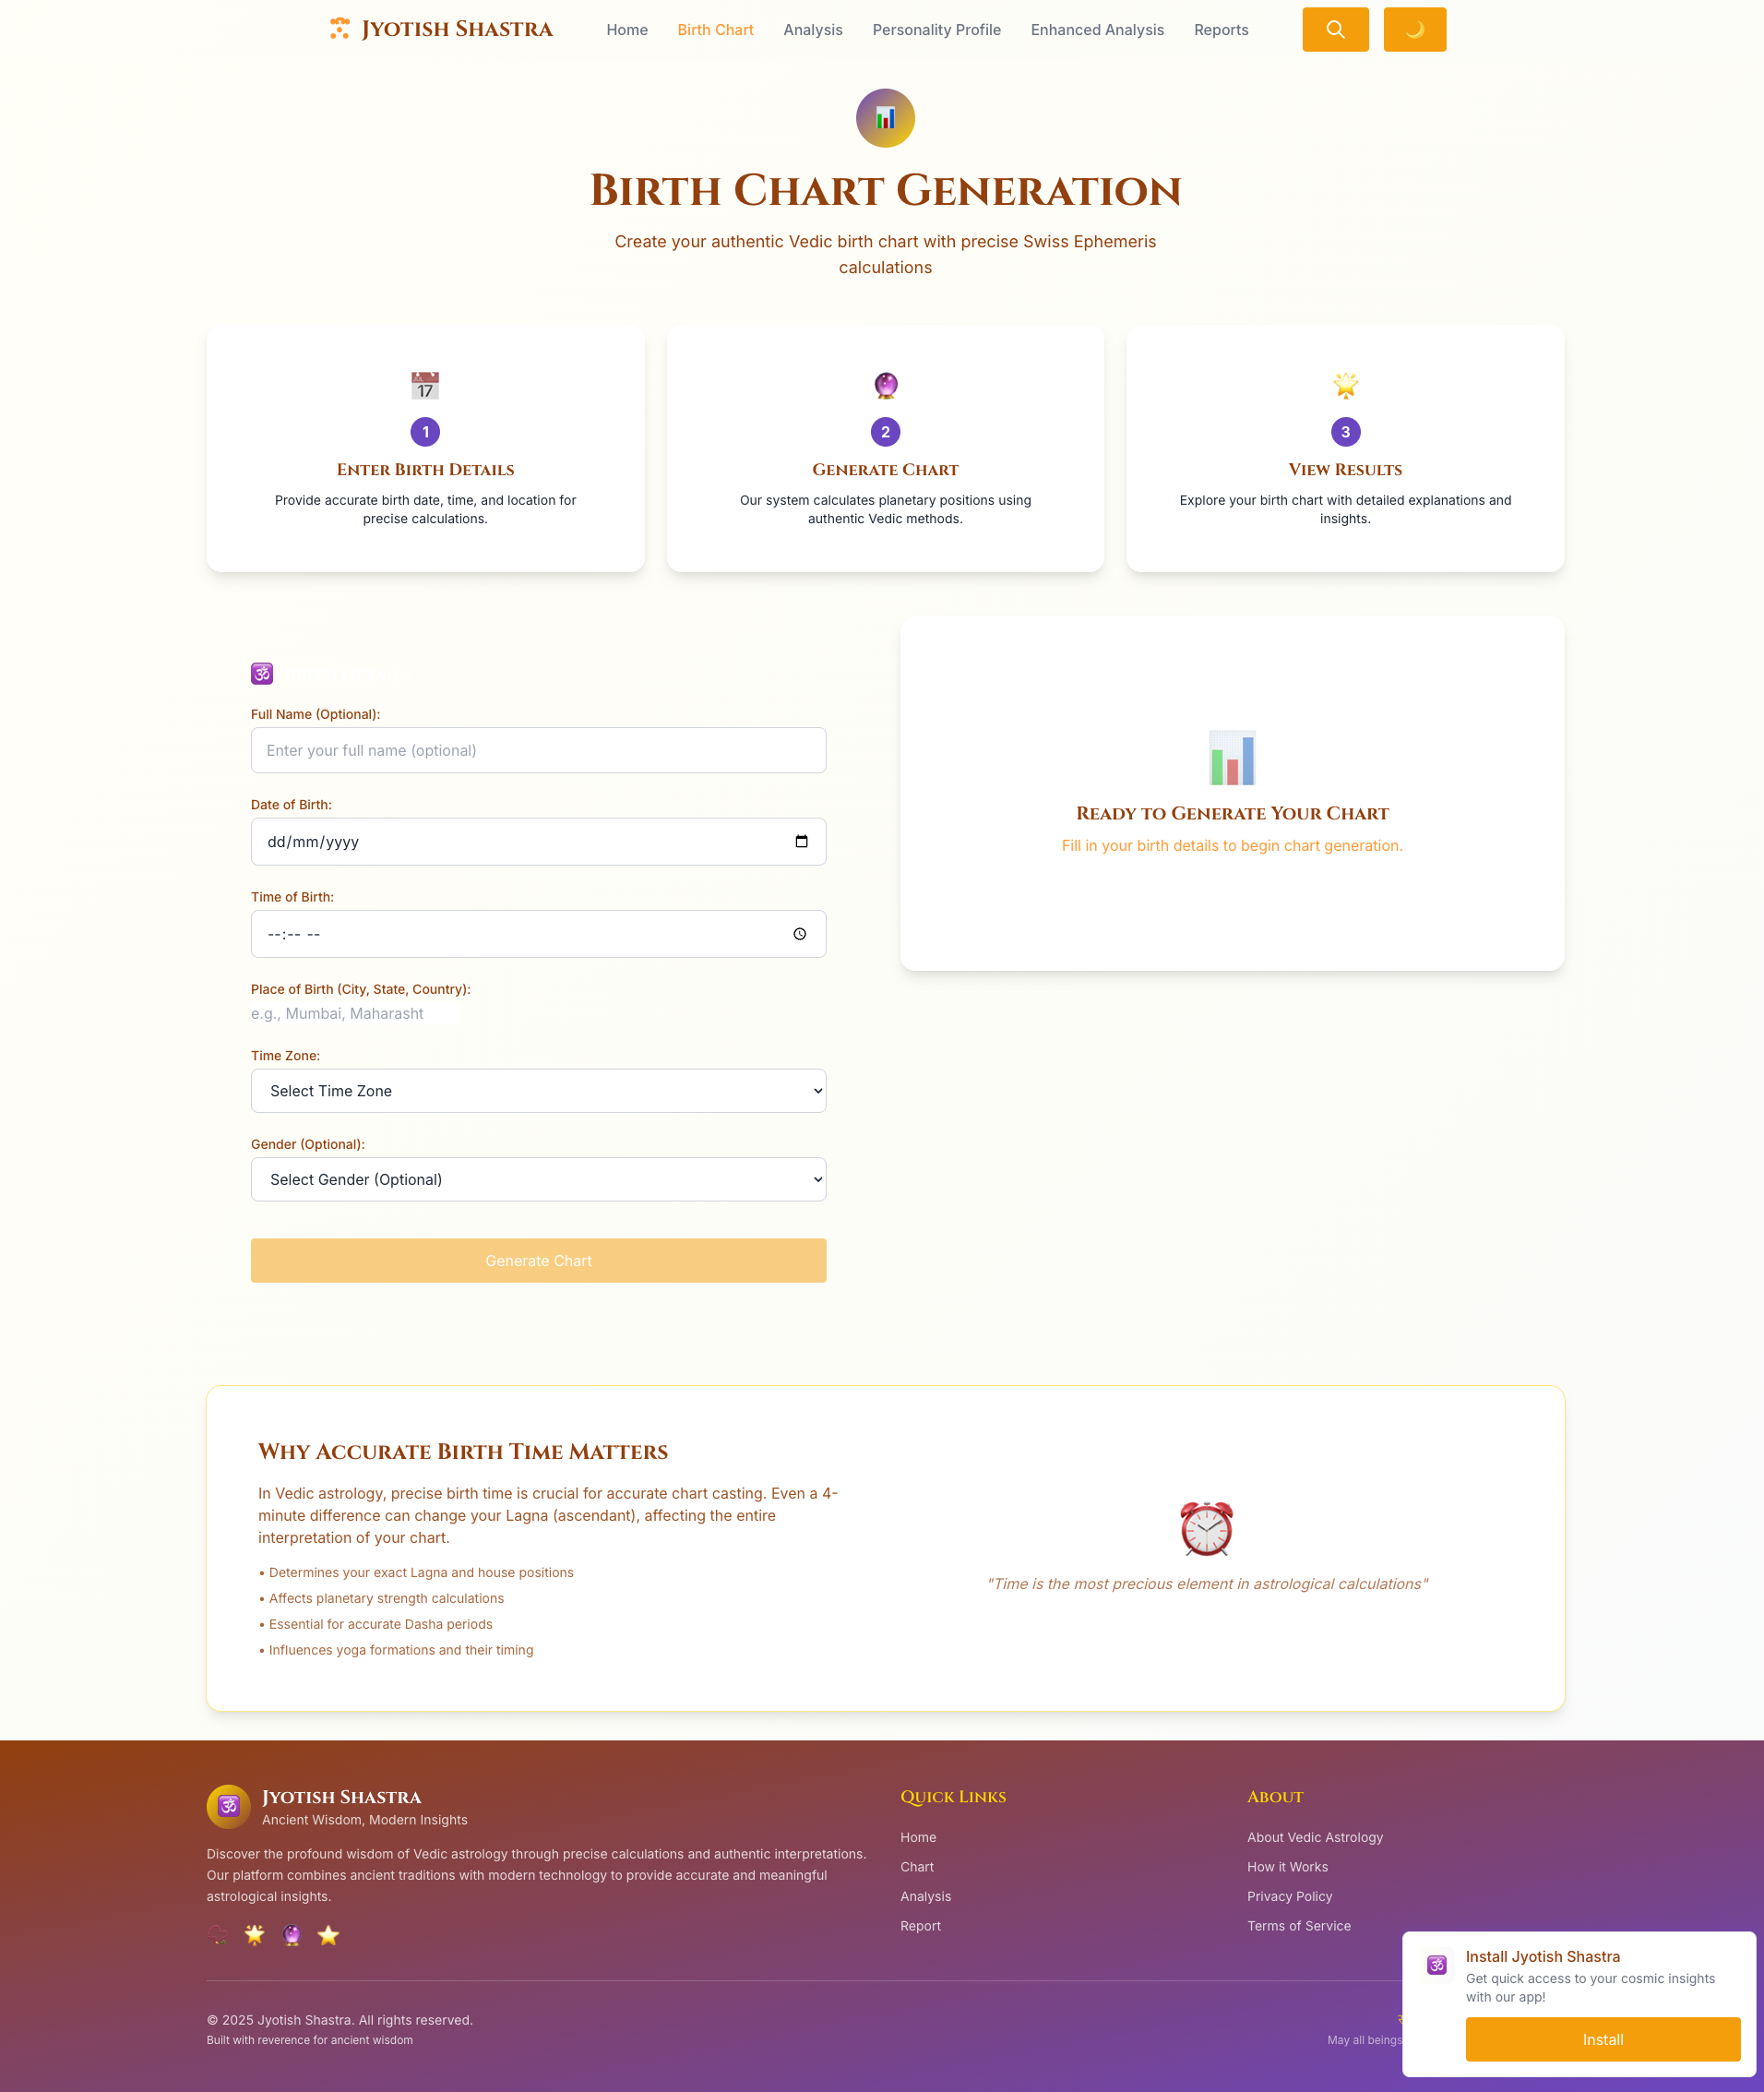 Jyotish Shastra
Home
Birth Chart
Analysis
Personality Profile
Enhanced Analysis
Reports
Birth Chart Generation
Create your authentic Vedic birth chart with precise Swiss Ephemeris
calculations
17
1
Enter Birth Details
Provide accurate birth date, time, and location for
precise calculations.
2
Generate Chart
Our system calculates planetary positions using
authentic Vedic methods.
3
View Results
Explore your birth chart with detailed explanations and
insights.
🕉
Full Name (Optional):
Enter your full name (optional)
Date of Birth:
dd/mm/yyyy
Time of Birth:
--:-- --
Place of Birth (City, State, Country):
e.g., Mumbai, Maharasht
Time Zone:
Select Time Zone
Gender (Optional):
Select Gender (Optional)
Generate Chart
Ready to Generate Your Chart
Fill in your birth details to begin chart generation.
Why Accurate Birth Time Matters
In Vedic astrology, precise birth time is crucial for accurate chart casting. Even a 4-
minute difference can change your Lagna (ascendant), affecting the entire
interpretation of your chart.
• Determines your exact Lagna and house positions
• Affects planetary strength calculations
• Essential for accurate Dasha periods
• Influences yoga formations and their timing
"Time is the most precious element in astrological calculations"
Jyotish Shastra
Ancient Wisdom, Modern Insights
Discover the profound wisdom of Vedic astrology through precise calculations and authentic interpretations.
Our platform combines ancient traditions with modern technology to provide accurate and meaningful
astrological insights.
Quick Links
Home
Chart
Analysis
Report
About
About Vedic Astrology
How it Works
Privacy Policy
Terms of Service
© 2025 Jyotish Shastra. All rights reserved.
Built with reverence for ancient wisdom
May all beings
Install Jyotish Shastra
Get quick access to your cosmic insights
with our app!
Install